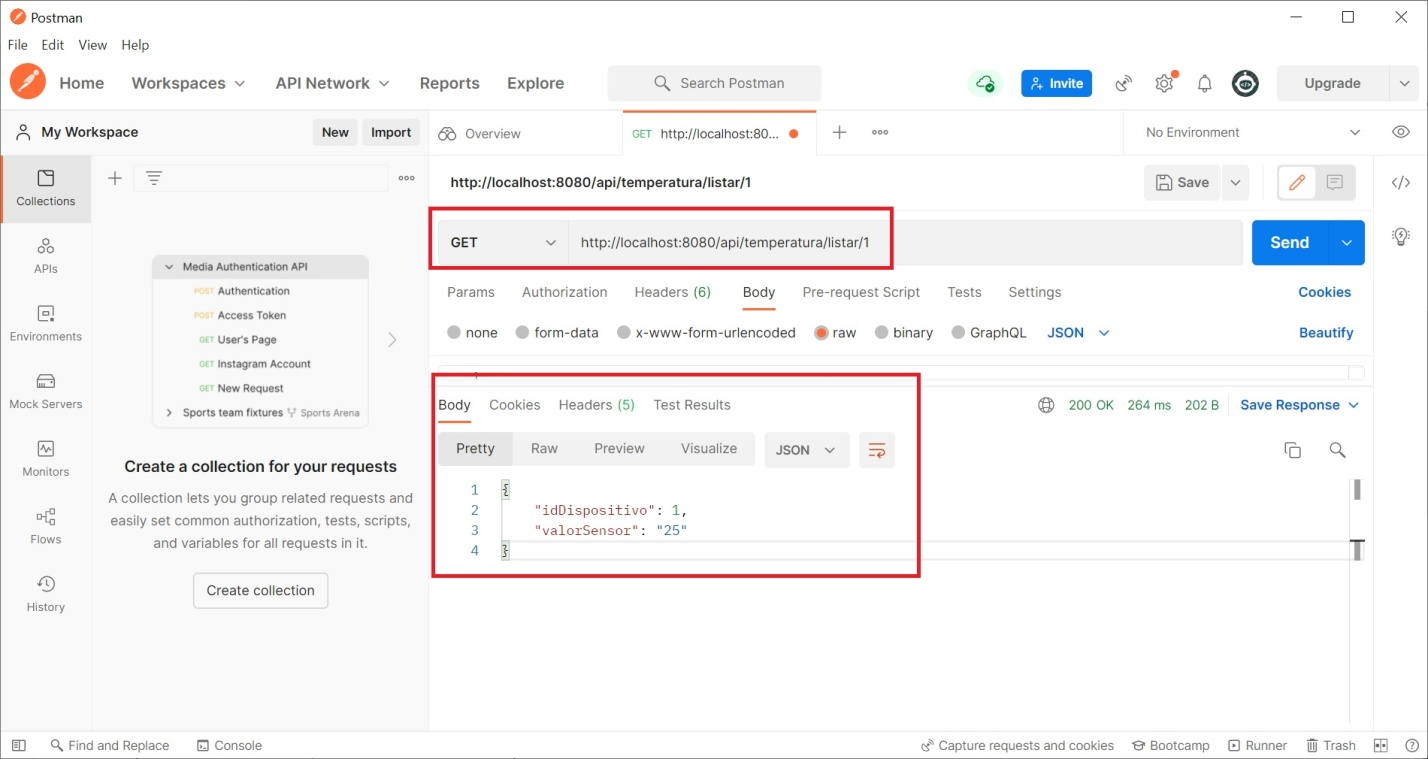 Postman
File Edit View Help
Home Workspaces API Network Reports Explore Search Postman Invite Upgrade
My Workspace New Import
Overview GET http://localhost:80... No Environment
Collections
APIs
Environments
Mock Servers
Monitors
Flows
History
Media Authentication API
POST Authentication
POST Access Token
GET User's Page
GET Instagram Account
GET New Request
Sports team fixtures Sports Arena
Create a collection for your requests
A collection lets you group related requests and
easily set common authorization, tests, scripts,
and variables for all requests in it.
Create collection
http://localhost:8080/api/temperatura/listar/1 Save
GET http://localhost:8080/api/temperatura/listar/1 Send
Params Authorization Headers (6) Body Pre-request Script Tests Settings Cookies
none form-data x-www-form-urlencoded raw binary GraphQL JSON Beautify
Body Cookies Headers (5) Test Results 200 OK 264 ms 202 B Save Response
Pretty Raw Preview Visualize JSON
1 {
2 "idDispositivo": 1,
3 "valorSensor": "25"
4 }
Find and Replace Console Capture requests and cookies Bootcamp Runner Trash